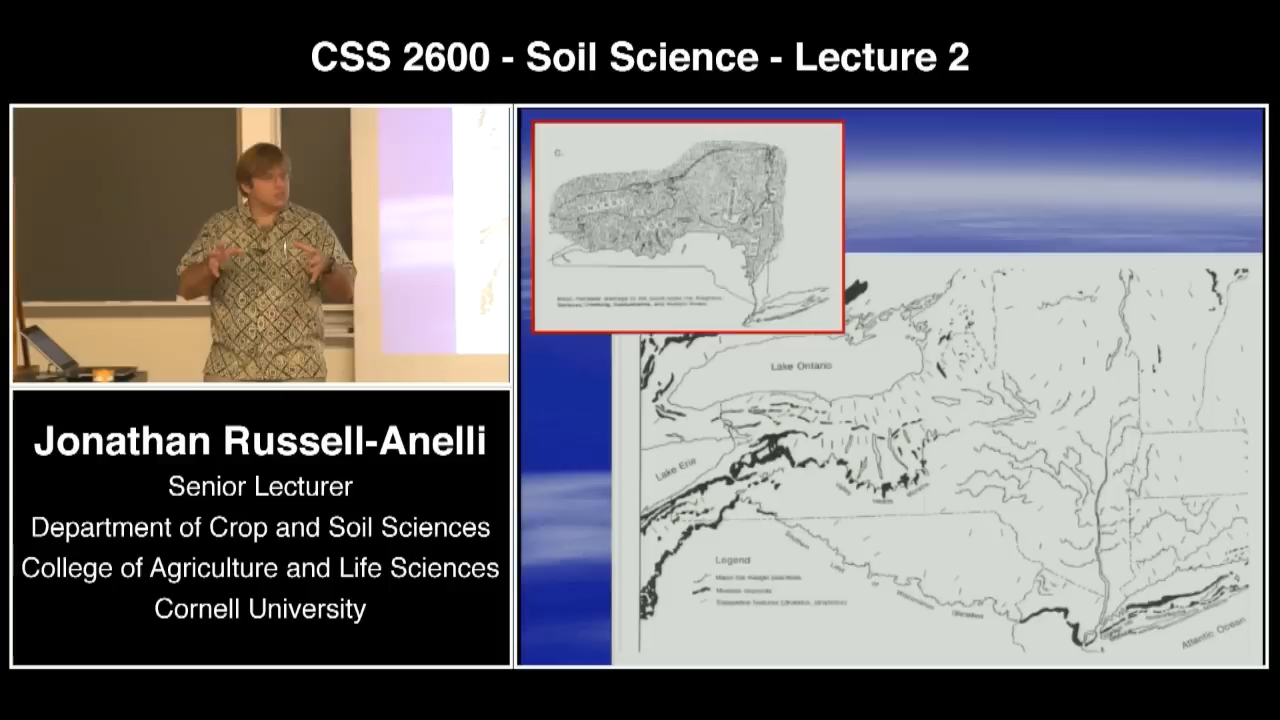 CSS 2600 - Soil Science - Lecture 2
Jonathan Russell-Anelli
Senior Lecturer
Department of Crop and Soil Sciences
College of Agriculture and Life Sciences
Cornell University
Lake Ontario
Lake Erie
Legend
Atlantic Ocean